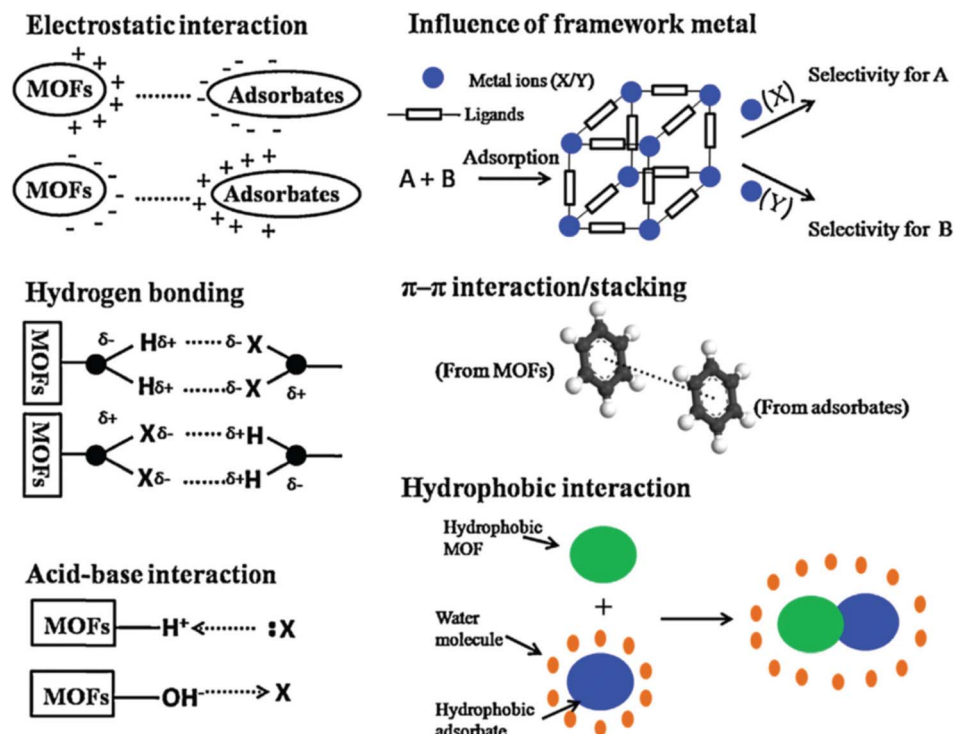 Electrostatic interaction
MOFs
Adsorbates
MOFs
Adsorbates
Influence of framework metal
Metal ions (X/Y)
Ligands
A + B
Adsorption
(X)
(Y)
Selectivity for A
Selectivity for B
Hydrogen bonding
MOFs
δ-
Hδ+ ...... δ- X
Hδ+ ...... δ- X
δ+
MOFs
δ+
Xδ- ...... δ+H
Xδ- ...... δ+H
δ-
π–π interaction/stacking
(From MOFs)
(From adsorbates)
Acid-base interaction
MOFs
H⁺
:X
MOFs
OH⁻
X
Hydrophobic interaction
Hydrophobic
MOF
+
Water
molecule
Hydrophobic
adsorbate